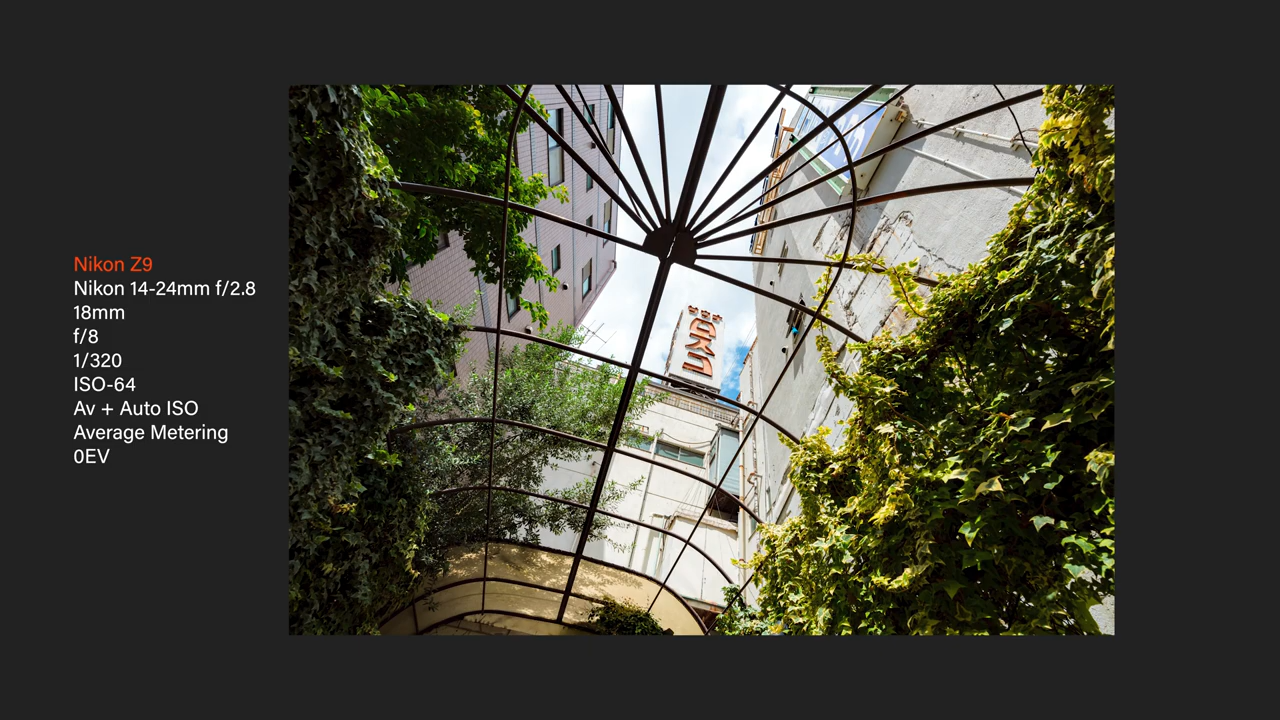 Nikon Z9
Nikon 14-24mm f/2.8
18mm
f/8
1/320
ISO-64
Av + Auto ISO
Average Metering
0EV